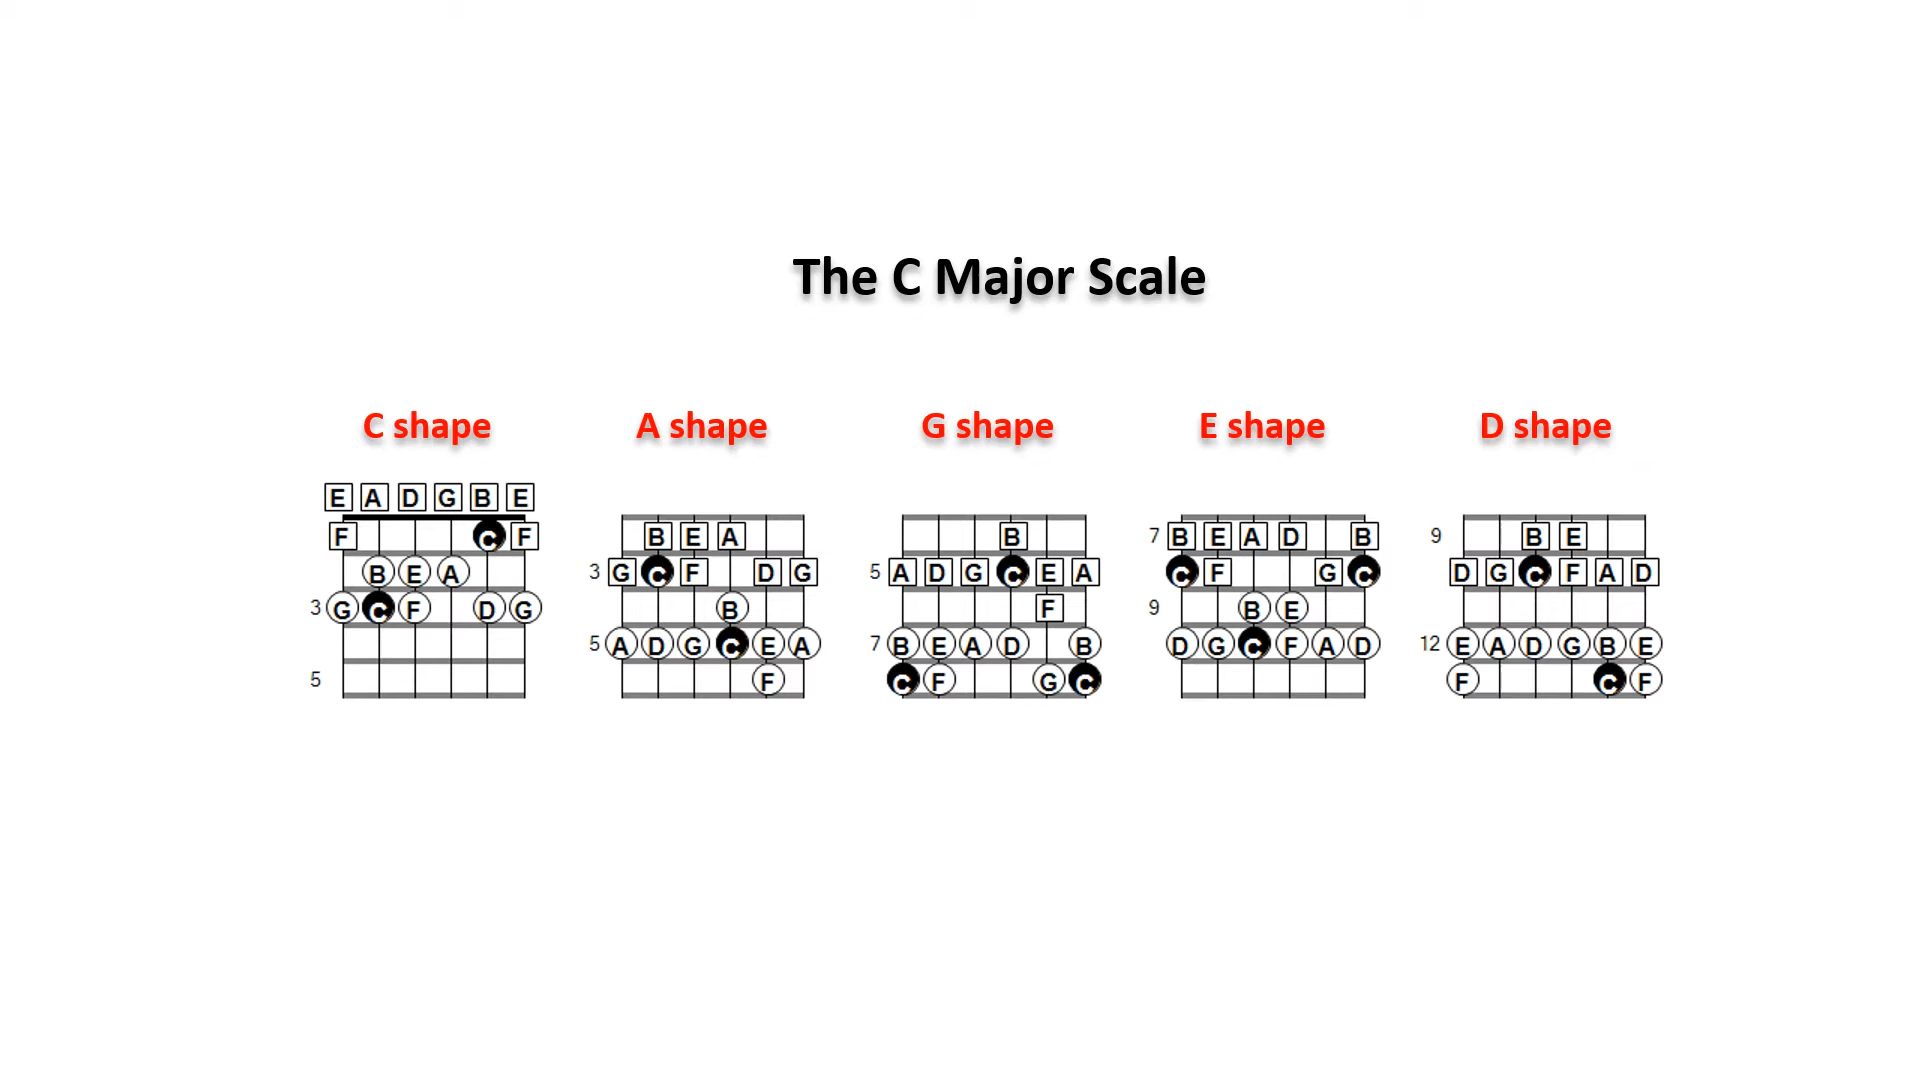 The C Major Scale
C shape A shape G shape E shape D shape
E A D G B E
F C F B E A B 7 B E A D B 9 B E
B E A 3 G C F D G 5 A D G C E A C F G C D G C F A D
3 G C F D G B F 9 B E
5 A D G C E A 7 B E A D B D G C F A D 12 E A D G B E
5 F C F G C F C F